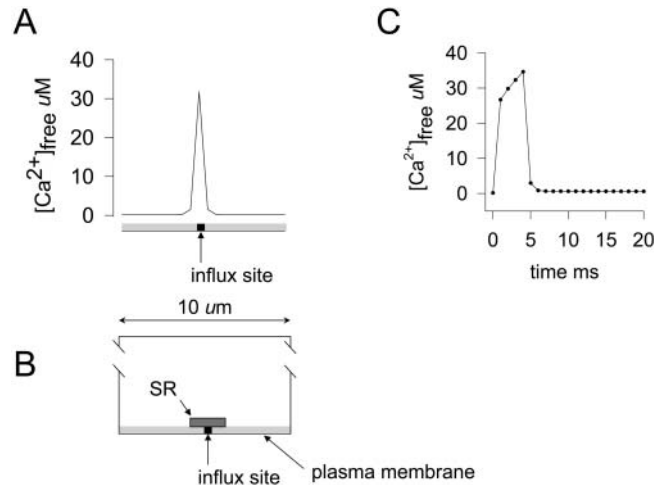 A
[Ca2+]free uM
40
30
20
10
0
influx site
10 um
B
SR
influx site
plasma membrane
C
[Ca2+]free uM
40
30
20
10
0
0 5 10 15 20
time ms